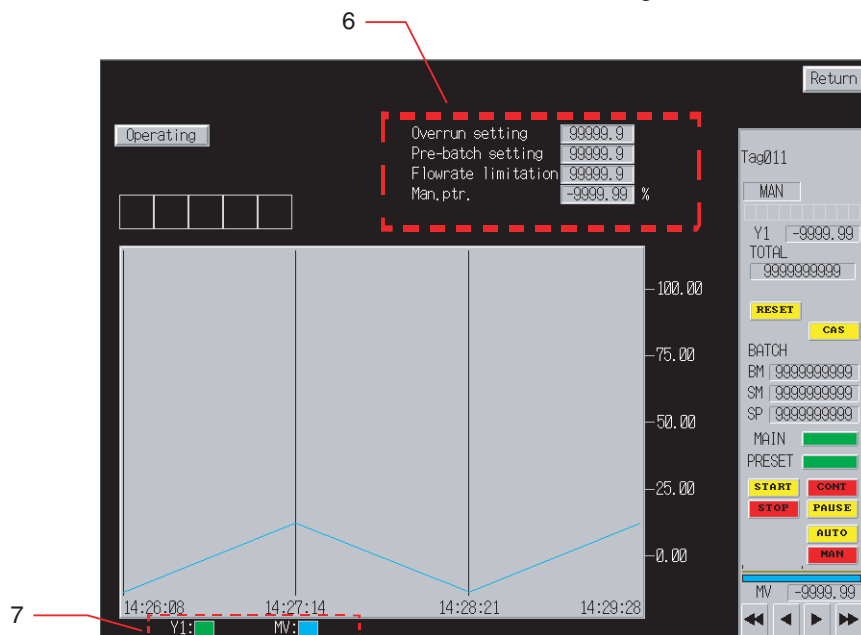 6
Return
Operating
Overrun setting 99999.9
Pre-batch setting 99999.9
Flowrate limitation 99999.9
Man.ptr. -9999.99 %
Tag011
MAN
Y1 -9999.99
TOTAL
9999999999
RESET
CAS
BATCH
BM 9999999999
SM 9999999999
SP 9999999999
MAIN
PRESET
START CONT
STOP PAUSE
AUTO
MAN
MV -9999.99
100.00
75.00
50.00
25.00
0.00
14:26:08 14:27:14 14:28:21 14:29:28
7
Y1: MV: